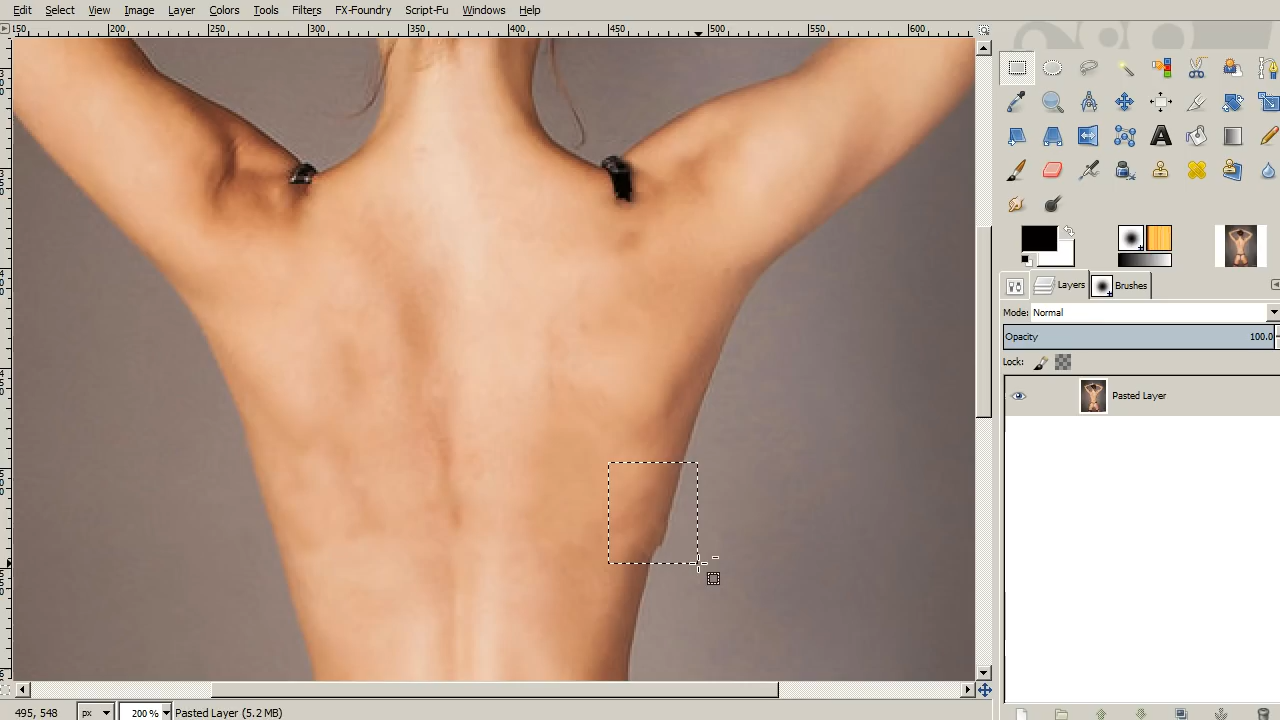 Edit Select View Image Layer Colors Tools Filters FX-Foundry Script-Fu Windows Help
150 200 250 300 350 400 450 500 550 600
Layers Brushes
Mode: Normal
Opacity 100.0
Lock:
Pasted Layer
495, 548 px 200 % Pasted Layer (5.2 MB)